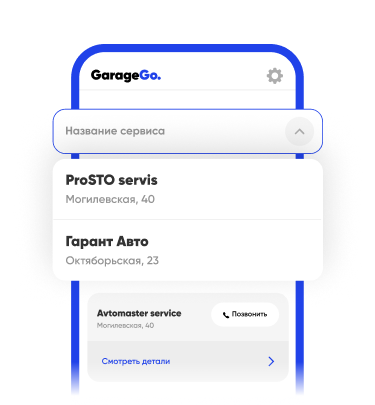 GarageGo.
Название сервиса
ProSTO servis
Могилевская, 40
Гарант Авто
Октяборьская, 23
Avtomaster service
Позвонить
Могилевская, 40
Смотреть детали